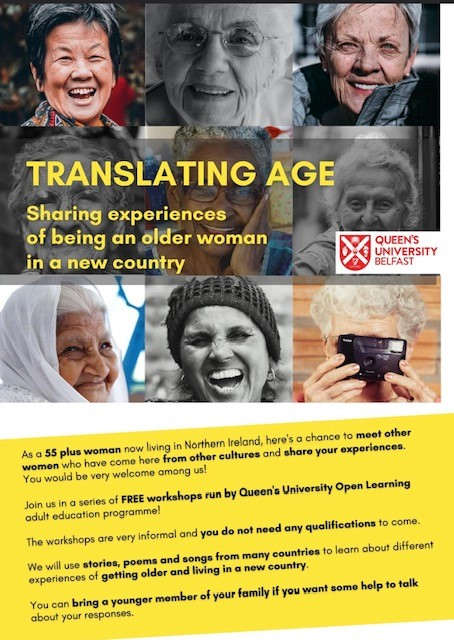 TRANSLATING AGE
Sharing experiences
of being an older woman
in a new country
QUEEN'S
UNIVERSITY
BELFAST
As a 55 plus woman now living in Northern Ireland, here's a chance to meet other
women who have come here from other cultures and share your experiences.
You would be very welcome among us!
Join us in a series of FREE workshops run by Queen's University Open Learning
adult education programme!
The workshops are very informal and you do not need any qualifications to come.
We will use stories, poems and songs from many countries to learn about different
experiences of getting older and living in a new country.
You can bring a younger member of your family if you want some help to talk
about your responses.